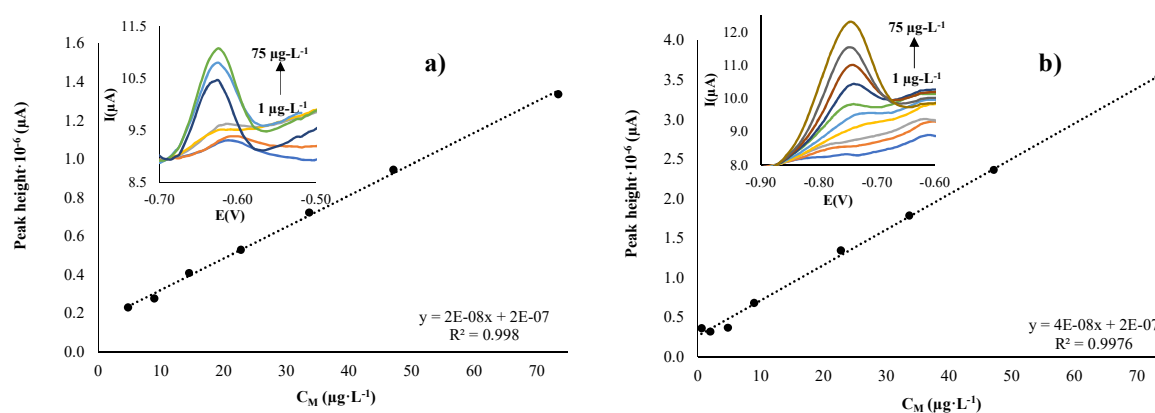 a)
Peak height·10⁻⁶ (µA)
1.6
1.4
1.2
1.0
0.8
0.6
0.4
0.2
0.0
0 10 20 30 40 50 60 70
C_M (µg·L⁻¹)
y = 2E-08x + 2E-07
R² = 0.998
I(µA)
11.5
10.5
9.5
8.5
-0.70 -0.60 -0.50
E(V)
75 µg-L⁻¹
1 µg-L⁻¹
b)
Peak height·10⁻⁶ (µA)
4.0
3.5
3.0
2.5
2.0
1.5
1.0
0.5
0.0
0 10 20 30 40 50 60 70
C_M (µg·L⁻¹)
y = 4E-08x + 2E-07
R² = 0.9976
I(µA)
12.0
11.0
10.0
9.0
8.0
-0.90 -0.80 -0.70 -0.60
E(V)
75 µg-L⁻¹
1 µg-L⁻¹